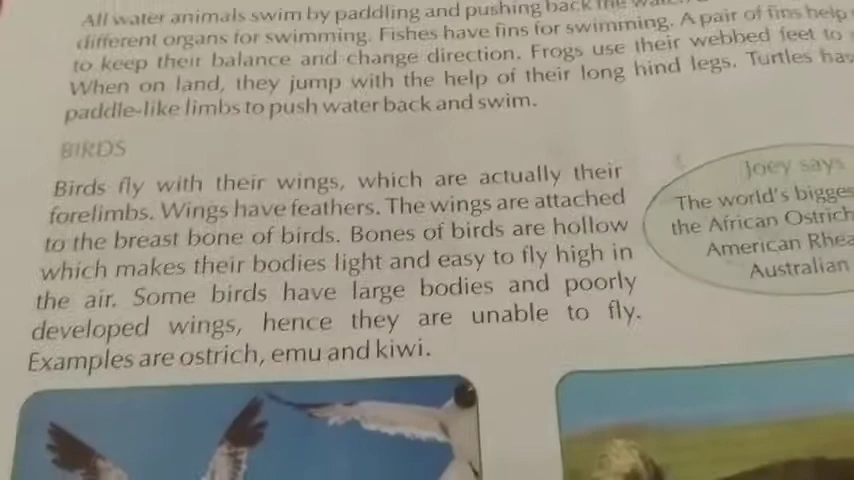 All water animals swim by paddling and pushing back the
different organs for swimming. Fishes have fins for swimming. A pair of fins help
to keep their balance and change direction. Frogs use their webbed feet to
When on land, they jump with the help of their long hind legs. Turtles
paddle-like limbs to push water back and swim.
BIRDS
Birds fly with their wings, which are actually their
forelimbs. Wings have feathers. The wings are attached
to the breast bone of birds. Bones of birds are hollow
which makes their bodies light and easy to fly high in
the air. Some birds have large bodies and poorly
developed wings, hence they are unable to fly.
Examples are ostrich, emu and kiwi.
Joey says
The world's
the African Ostrich
American Rhea
Australian